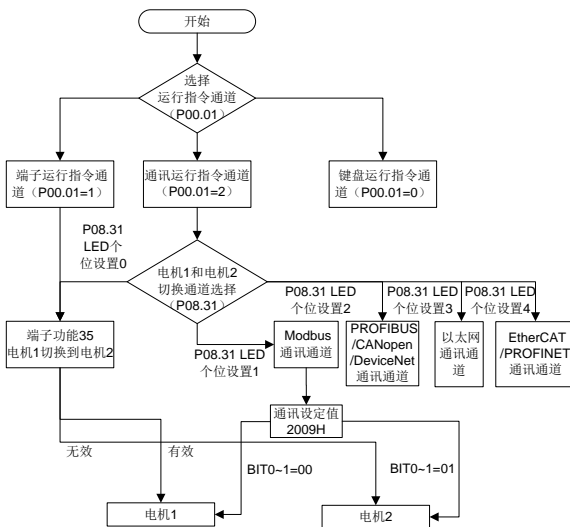 开始
选择
运行指令通道
(P00.01)
端子运行指令通
道(P00.01=1)
通讯运行指令通道
(P00.01=2)
键盘运行指令通
道(P00.01=0)
P08.31
LED个
位设置0
电机1和电机2
切换通道选择
(P08.31)
P08.31 LED
个位设置2
P08.31 LED
个位设置3
P08.31 LED
个位设置4
端子功能35
电机1切换到电机2
P08.31 LED
个位设置1
Modbus
通讯通道
PROFIBUS
/CANopen
/DeviceNet
通讯通道
以太网
通讯通
道
EtherCAT
/PROFINET
通讯通道
通讯设定值
2009H
无效
有效
BIT0~1=00
BIT0~1=01
电机1
电机2